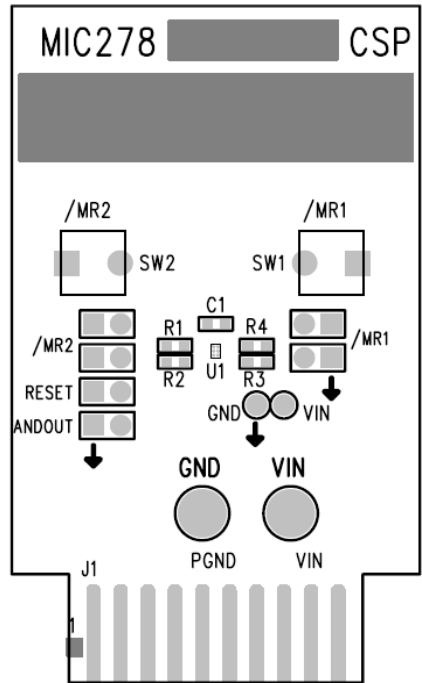 MIC278 CSP
/MR2 /MR1
SW2 SW1
C1
R1 R4
/MR2 /MR1
U1
R2 R3
RESET
GND VIN
ANDOUT
GND VIN
PGND VIN
J1
1